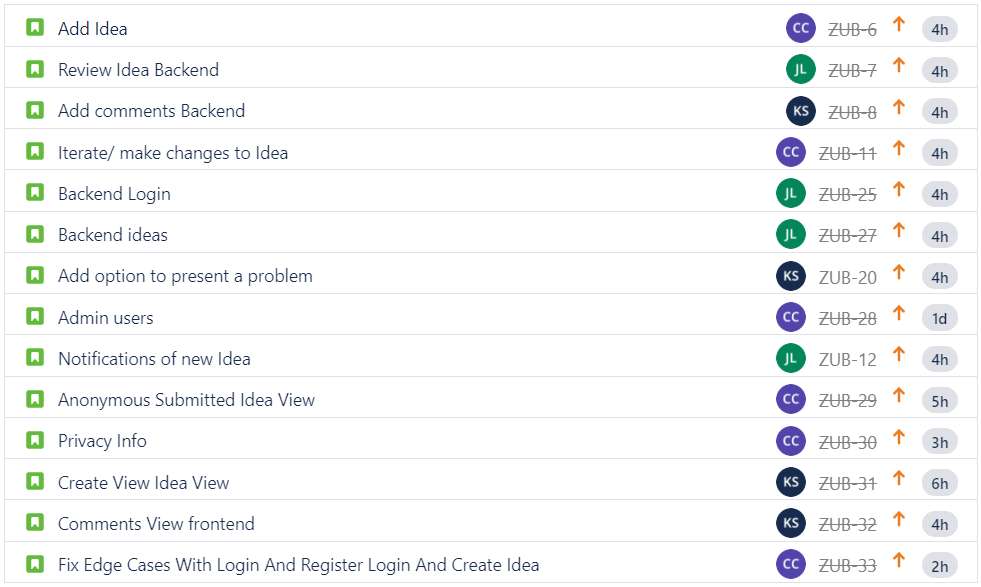 Add Idea CC ZUB-6 4h
Review Idea Backend JL ZUB-7 4h
Add comments Backend KS ZUB-8 4h
Iterate/ make changes to Idea CC ZUB-11 4h
Backend Login JL ZUB-25 4h
Backend ideas JL ZUB-27 4h
Add option to present a problem KS ZUB-20 4h
Admin users CC ZUB-28 1d
Notifications of new Idea JL ZUB-12 4h
Anonymous Submitted Idea View CC ZUB-29 5h
Privacy Info CC ZUB-30 3h
Create View Idea View KS ZUB-31 6h
Comments View frontend KS ZUB-32 4h
Fix Edge Cases With Login And Register Login And Create Idea CC ZUB-33 2h